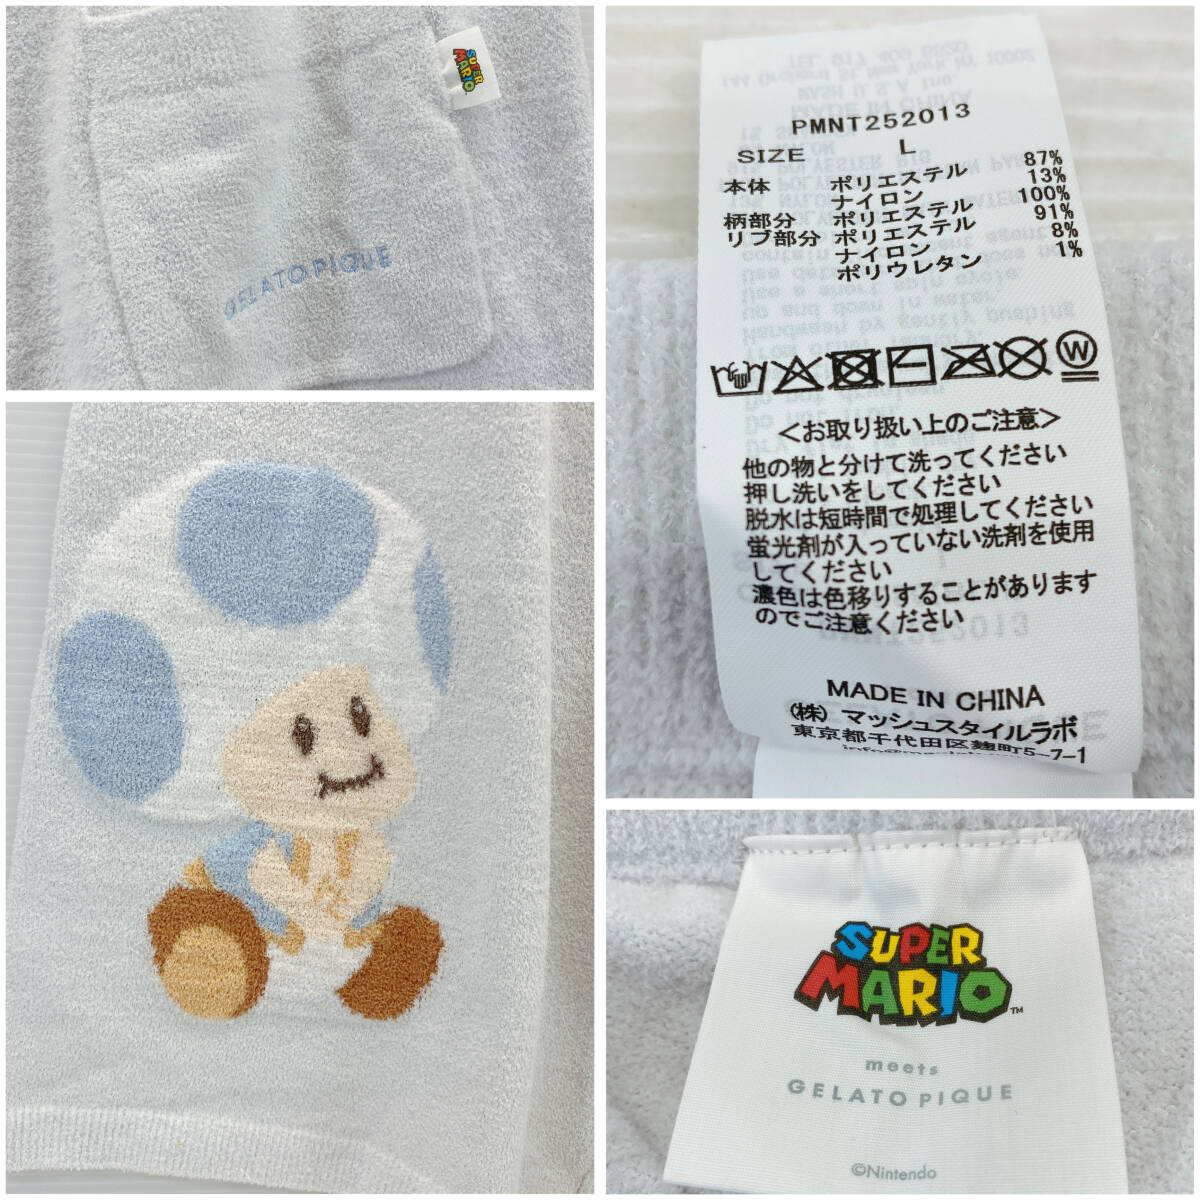 SUPER
MARIO
GELATO PIQUE
PMNT252013
SIZE L
本体 ポリエステル 87%
ナイロン 13%
柄部分 ポリエステル 100%
リブ部分 ポリエステル 91%
ナイロン 8%
ポリウレタン 1%
W
<お取り扱い上のご注意>
他の物と分けて洗ってください
押し洗いをしてください
脱水は短時間で処理してください
蛍光剤が入っていない洗剤を使用
してください
濃色は色移りすることがあります
のでご注意ください
MADE IN CHINA
(株) マッシュスタイルラボ
東京都千代田区麹町5-7-1
SUPER
MARIO™
meets
GELATO PIQUE
©Nintendo